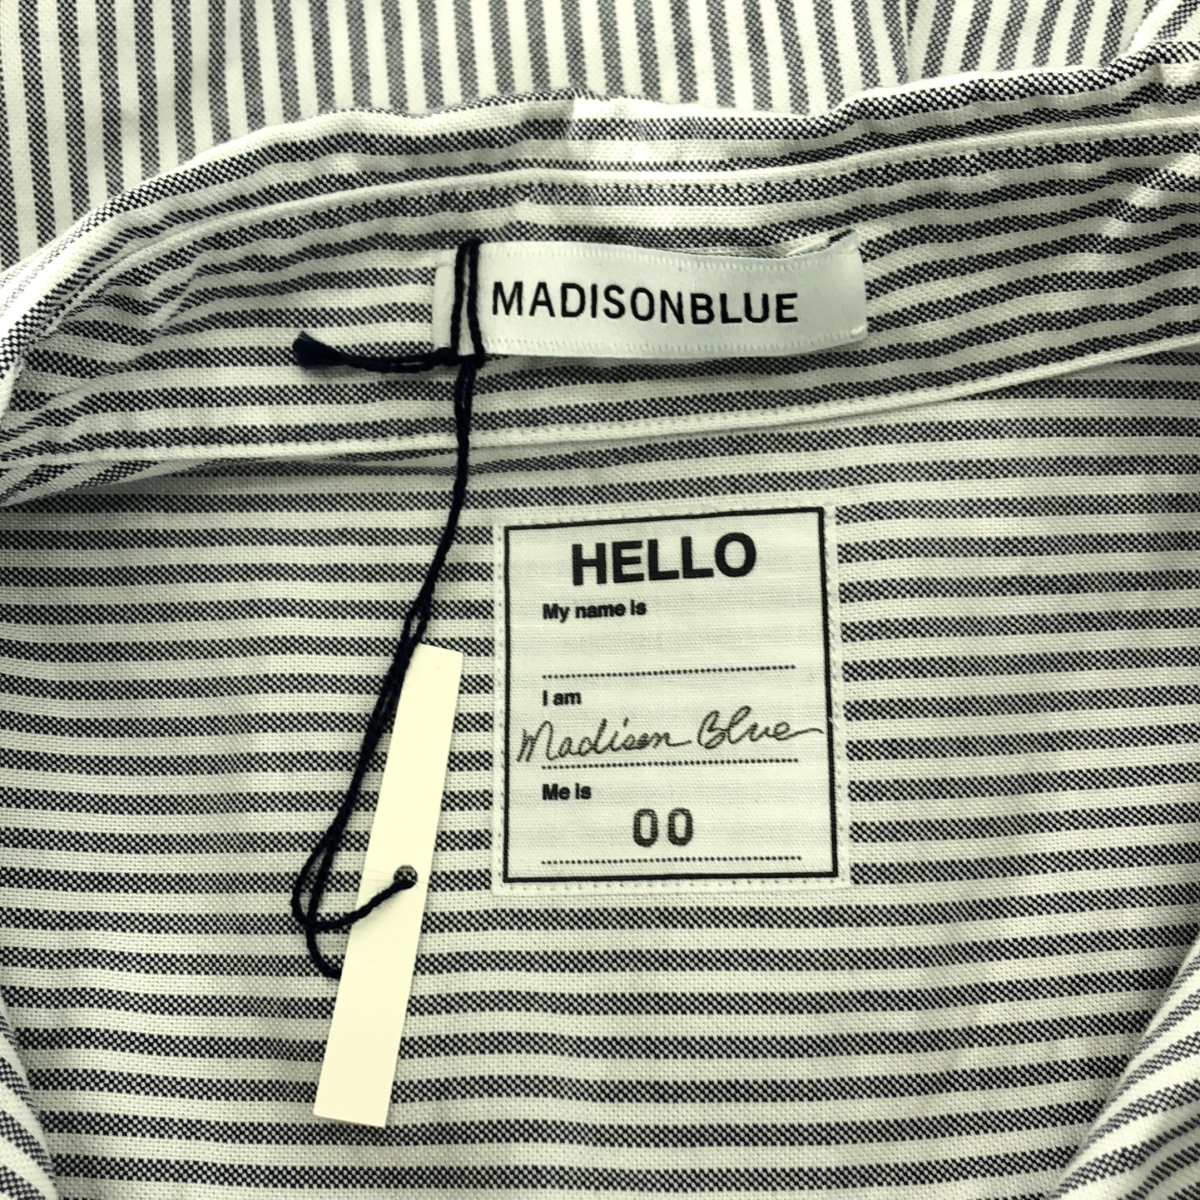 MADISONBLUE
HELLO
My name is
I am
Madison Blue
Me is
00